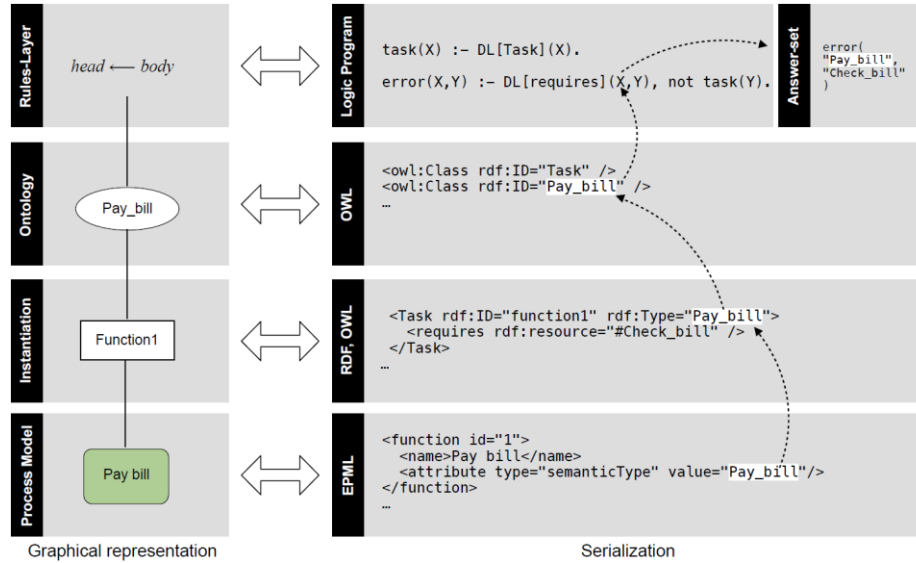 Rules-Layer
head ⟵ body
Logic Program
task(X) :- DL[Task](X).
error(X,Y) :- DL[requires](X,Y), not task(Y).
Answer-set
error(
"Pay_bill",
"Check_bill"
)
Ontology
Pay_bill
OWL
<owl:Class rdf:ID="Task" />
<owl:Class rdf:ID="Pay_bill" />
…
Instantiation
Function1
RDF, OWL
<Task rdf:ID="function1" rdf:Type="Pay_bill">
<requires rdf:resource="#Check_bill" />
</Task>
…
Process Model
Pay bill
EPML
<function id="1">
<name>Pay bill</name>
<attribute type="semanticType" value="Pay_bill"/>
</function>
…
Graphical representation
Serialization